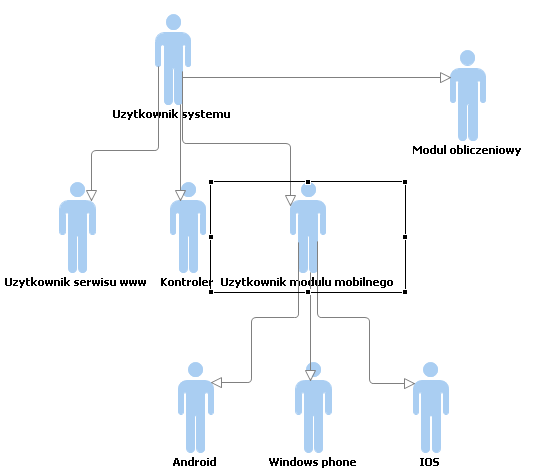 Uzytkownik systemu
Modul obliczeniowy
Uzytkownik serwisu www
Kontroler
Uzytkownik modulu mobilnego
Android
Windows phone
IOS